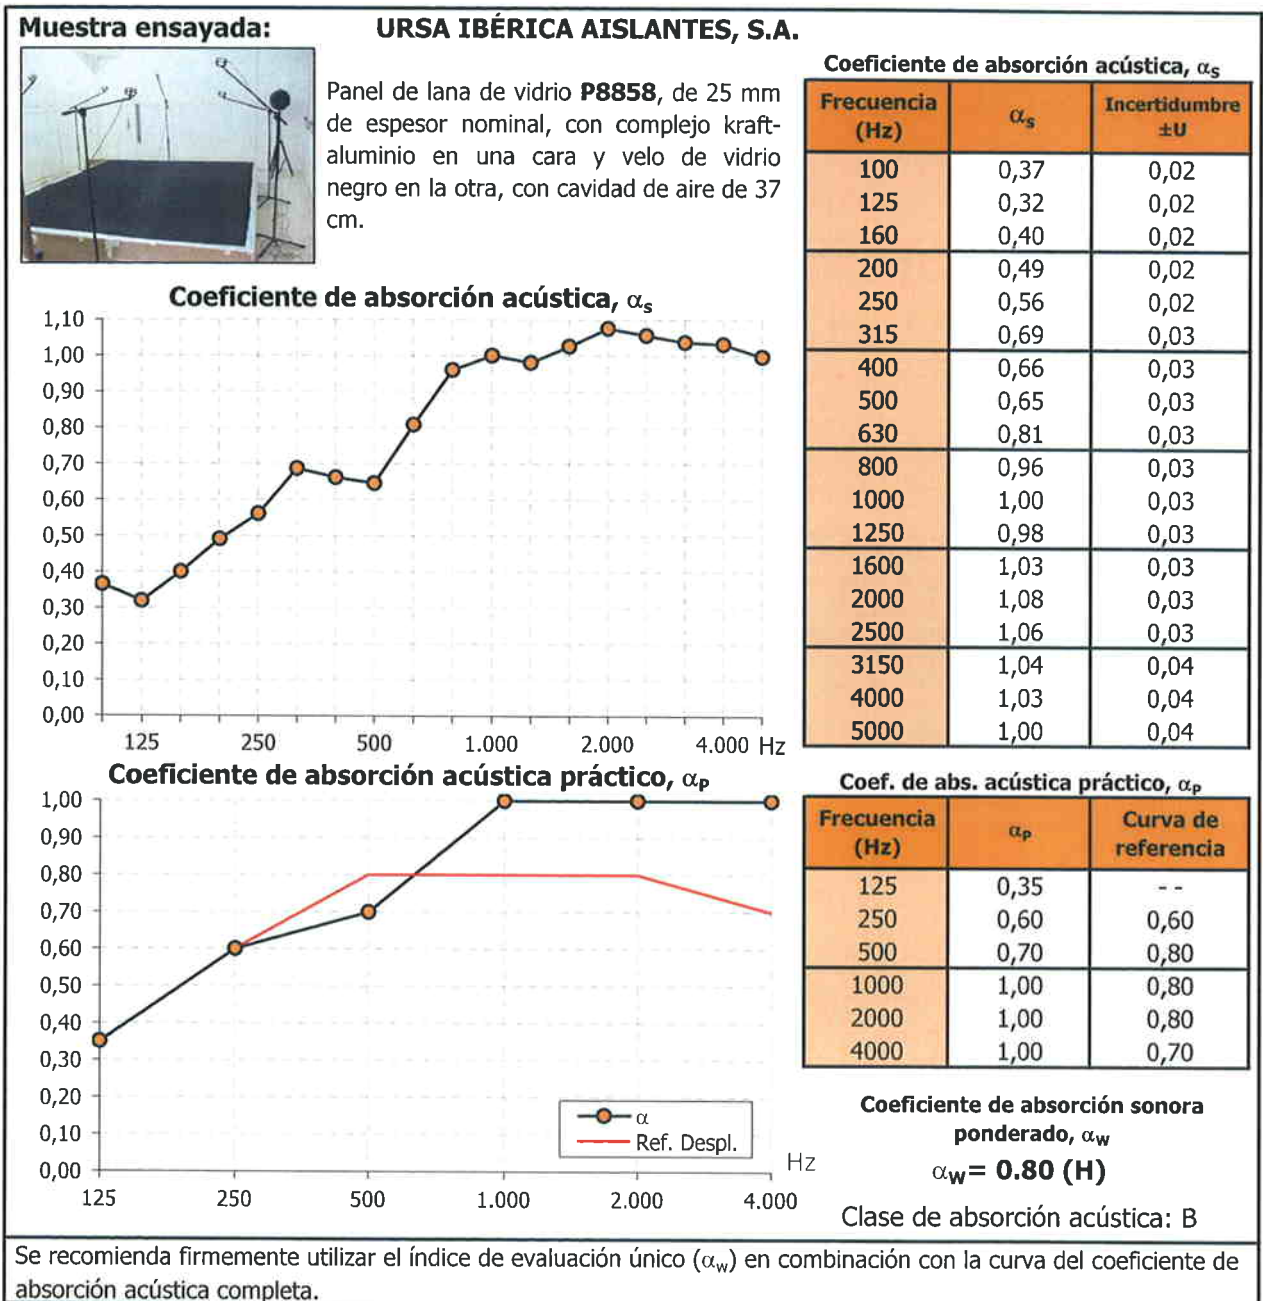 Muestra ensayada:
URSA IBÉRICA AISLANTES, S.A.
Panel de lana de vidrio P8858, de 25 mm
de espesor nominal, con complejo kraft-
aluminio en una cara y velo de vidrio
negro en la otra, con cavidad de aire de 37
cm.
Coeficiente de absorción acústica, αs
Frecuencia (Hz) αs Incertidumbre ±U
100 0,37 0,02
125 0,32 0,02
160 0,40 0,02
200 0,49 0,02
250 0,56 0,02
315 0,69 0,03
400 0,66 0,03
500 0,65 0,03
630 0,81 0,03
800 0,96 0,03
1000 1,00 0,03
1250 0,98 0,03
1600 1,03 0,03
2000 1,08 0,03
2500 1,06 0,03
3150 1,04 0,04
4000 1,03 0,04
5000 1,00 0,04
Coeficiente de absorción acústica, αs
1,10
1,00
0,90
0,80
0,70
0,60
0,50
0,40
0,30
0,20
0,10
0,00
125 250 500 1.000 2.000 4.000 Hz
Coeficiente de absorción acústica práctico, αP
1,00
0,90
0,80
0,70
0,60
0,50
0,40
0,30
0,20
0,10
0,00
α
Ref. Despl.
Hz
125 250 500 1.000 2.000 4.000
Coef. de abs. acústica práctico, αP
Frecuencia (Hz) αP Curva de referencia
125 0,35 - -
250 0,60 0,60
500 0,70 0,80
1000 1,00 0,80
2000 1,00 0,80
4000 1,00 0,70
Coeficiente de absorción sonora
ponderado, αW
αW= 0.80 (H)
Clase de absorción acústica: B
Se recomienda firmemente utilizar el índice de evaluación único (αw) en combinación con la curva del coeficiente de
absorción acústica completa.